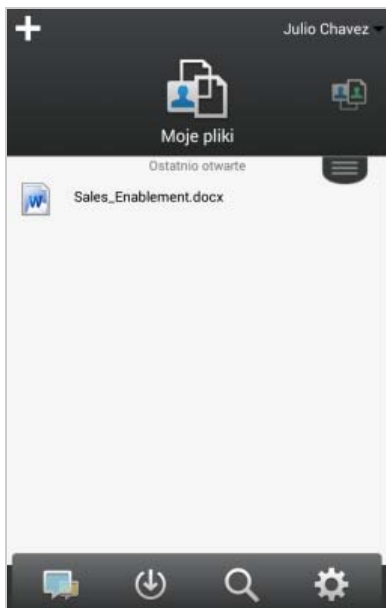 Julio Chavez
Moje pliki
Ostatnio otwarte
Sales_Enablement.docx